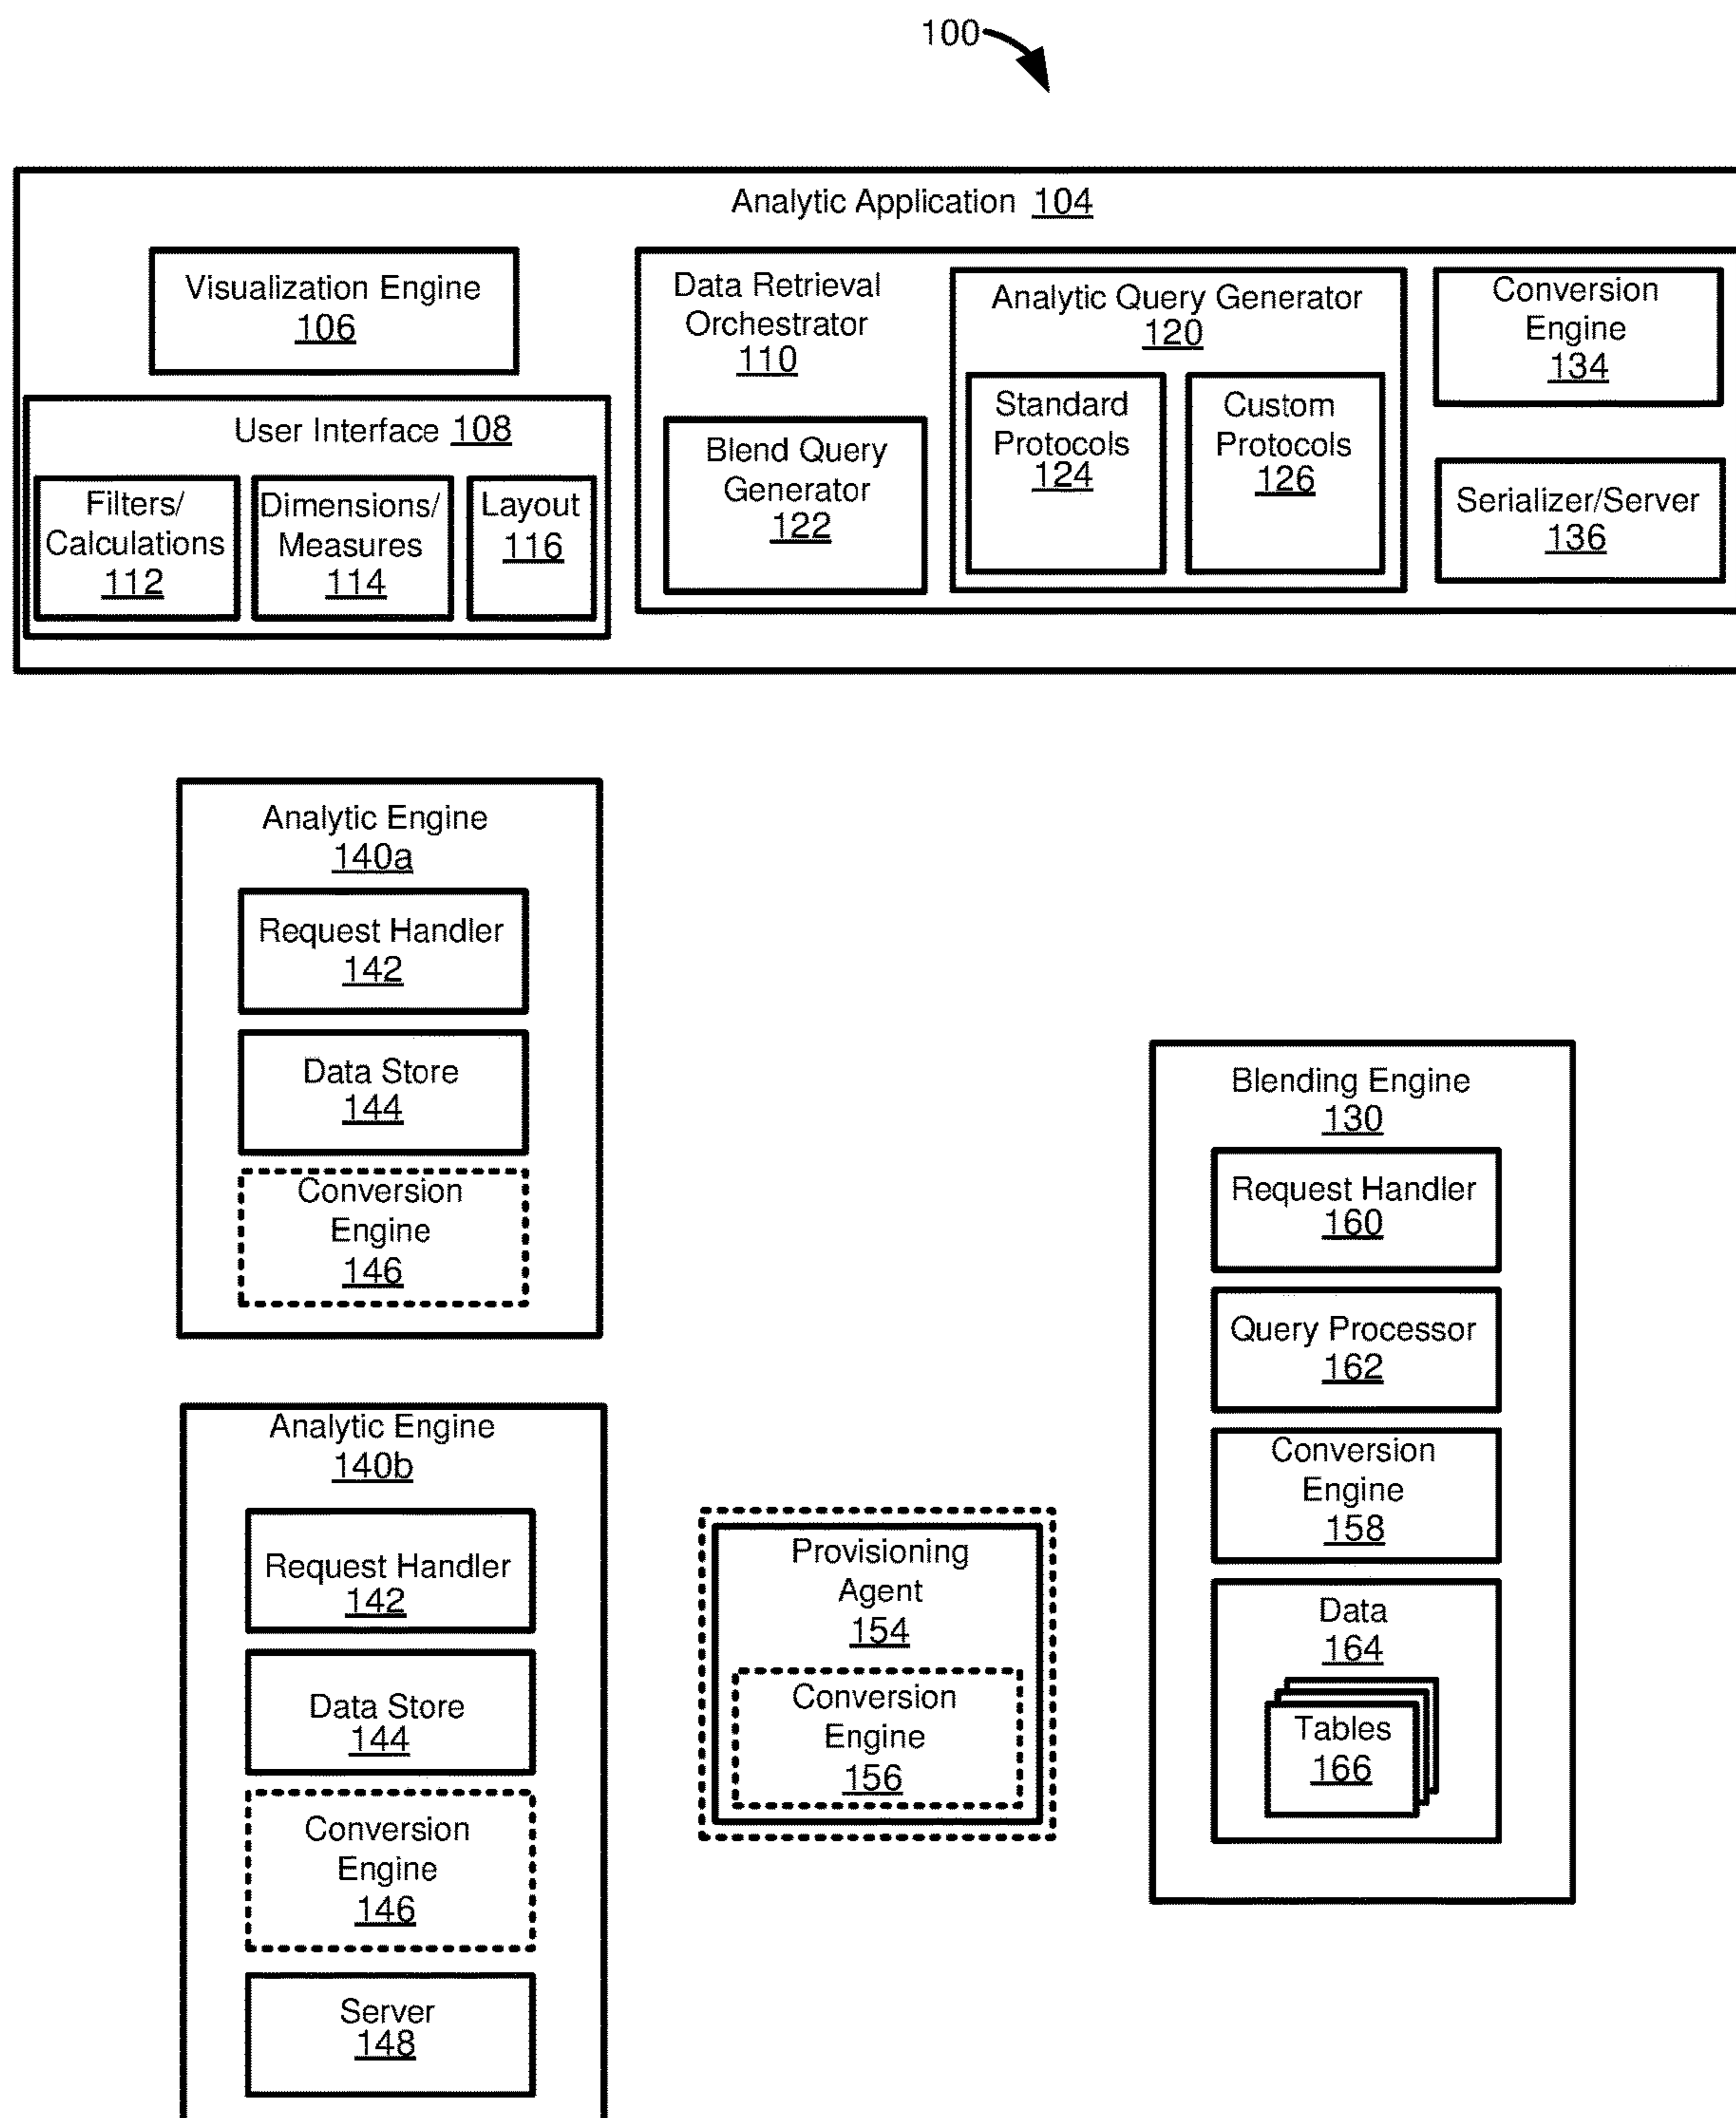 100
Analytic Application 104
Visualization Engine
106
User Interface 108
Filters/
Calculations
112
Dimensions/
Measures
114
Layout
116
Data Retrieval
Orchestrator
110
Blend Query
Generator
122
Analytic Query Generator
120
Standard
Protocols
124
Custom
Protocols
126
Conversion
Engine
134
Serializer/Server
136
Analytic Engine
140a
Request Handler
142
Data Store
144
Conversion
Engine
146
Analytic Engine
140b
Request Handler
142
Data Store
144
Conversion
Engine
146
Server
148
Provisioning
Agent
154
Conversion
Engine
156
Blending Engine
130
Request Handler
160
Query Processor
162
Conversion
Engine
158
Data
164
Tables
166